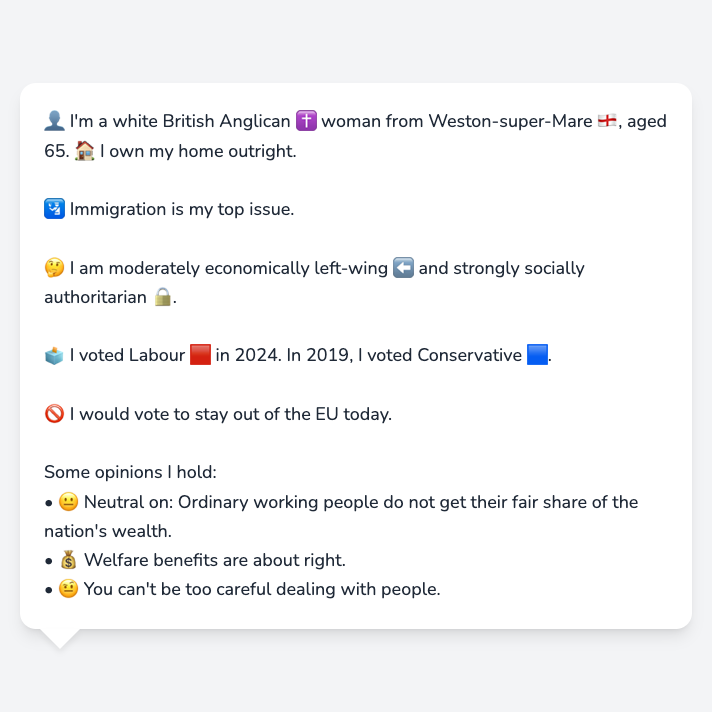 👤 I'm a white British Anglican ✝️ woman from Weston-super-Mare 🏴󠁧󠁢󠁥󠁮󠁧󠁿, aged
65. 🏠 I own my home outright.
🛂 Immigration is my top issue.
🤔 I am moderately economically left-wing ⬅️ and strongly socially
authoritarian 🔒.
🗳️ I voted Labour 🟥 in 2024. In 2019, I voted Conservative 🟦.
🚫 I would vote to stay out of the EU today.
Some opinions I hold:
• 😐 Neutral on: Ordinary working people do not get their fair share of the
nation's wealth.
• 💰 Welfare benefits are about right.
• 🤨 You can't be too careful dealing with people.